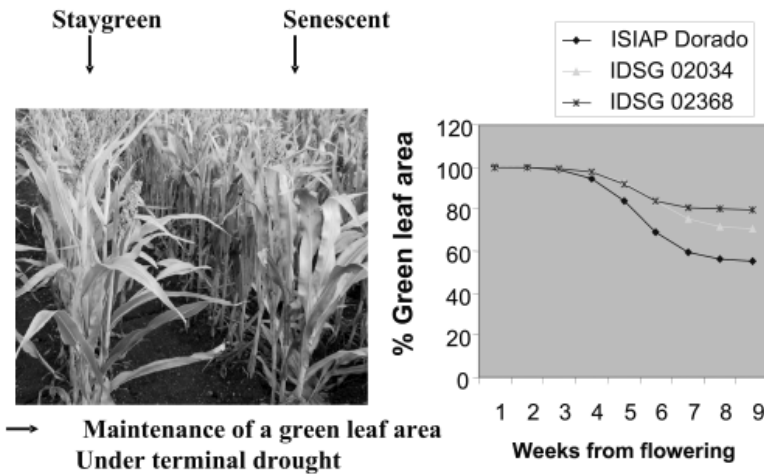 Staygreen Senescent
Maintenance of a green leaf area
Under terminal drought
ISIAP Dorado
IDSG 02034
IDSG 02368
120
100
80
60
40
20
0
% Green leaf area
1 2 3 4 5 6 7 8 9
Weeks from flowering